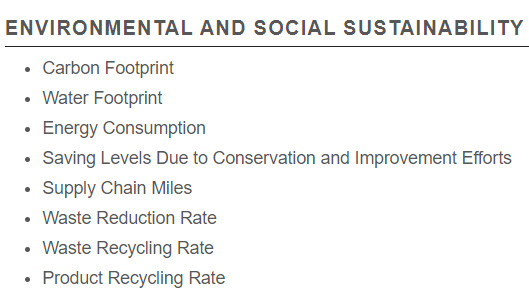 ENVIRONMENTAL AND SOCIAL SUSTAINABILITY
• Carbon Footprint
• Water Footprint
• Energy Consumption
• Saving Levels Due to Conservation and Improvement Efforts
• Supply Chain Miles
• Waste Reduction Rate
• Waste Recycling Rate
• Product Recycling Rate